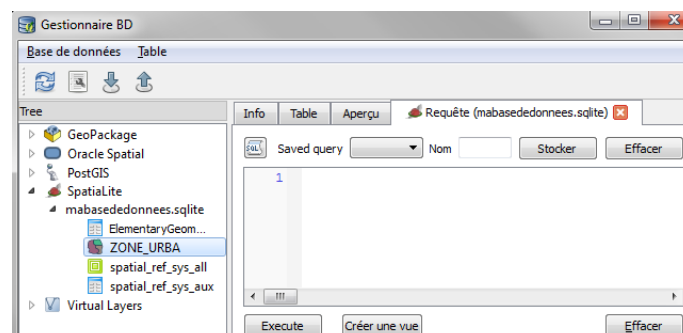 Gestionnaire BD
Base de données Table
Tree
Info Table Aperçu Requête (mabasededonnees.sqlite)
GeoPackage
Oracle Spatial
PostGIS
SpatiaLite
mabasededonnees.sqlite
ElementaryGeom...
ZONE_URBA
spatial_ref_sys_all
spatial_ref_sys_aux
Virtual Layers
SQL Saved query Nom Stocker Effacer
1
Execute Créer une vue Effacer